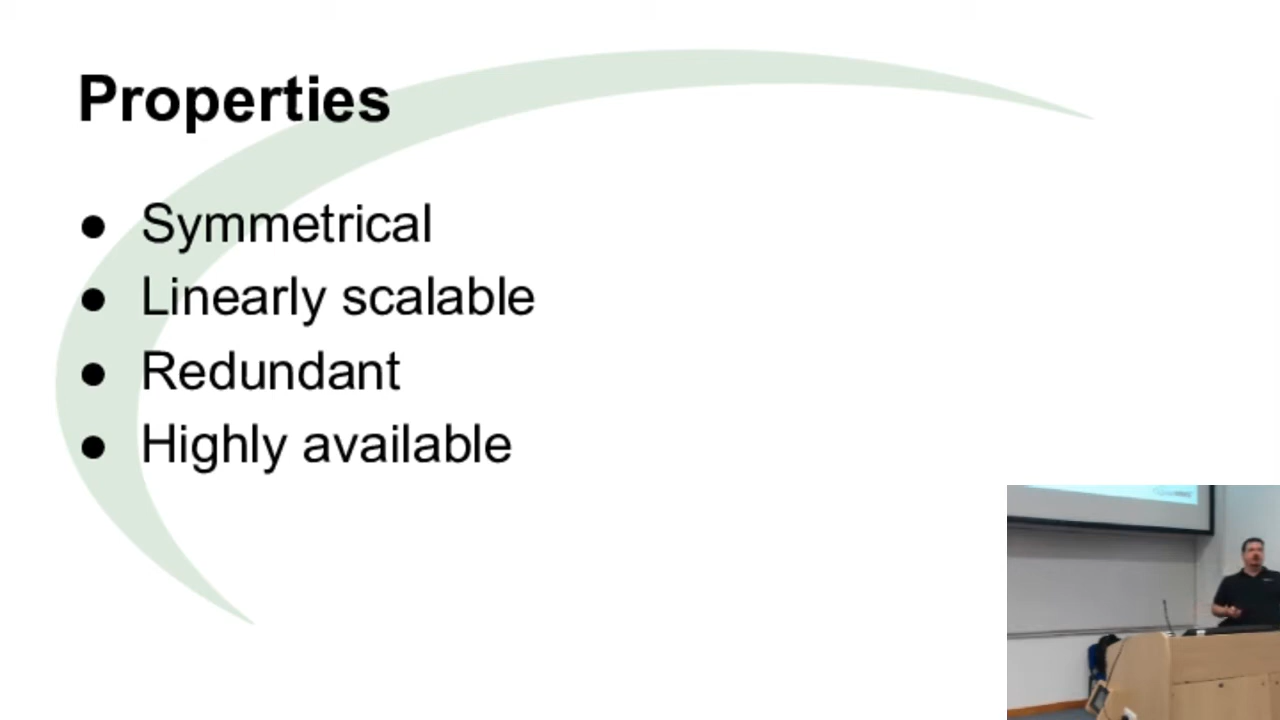 Properties
● Symmetrical
● Linearly scalable
● Redundant
● Highly available